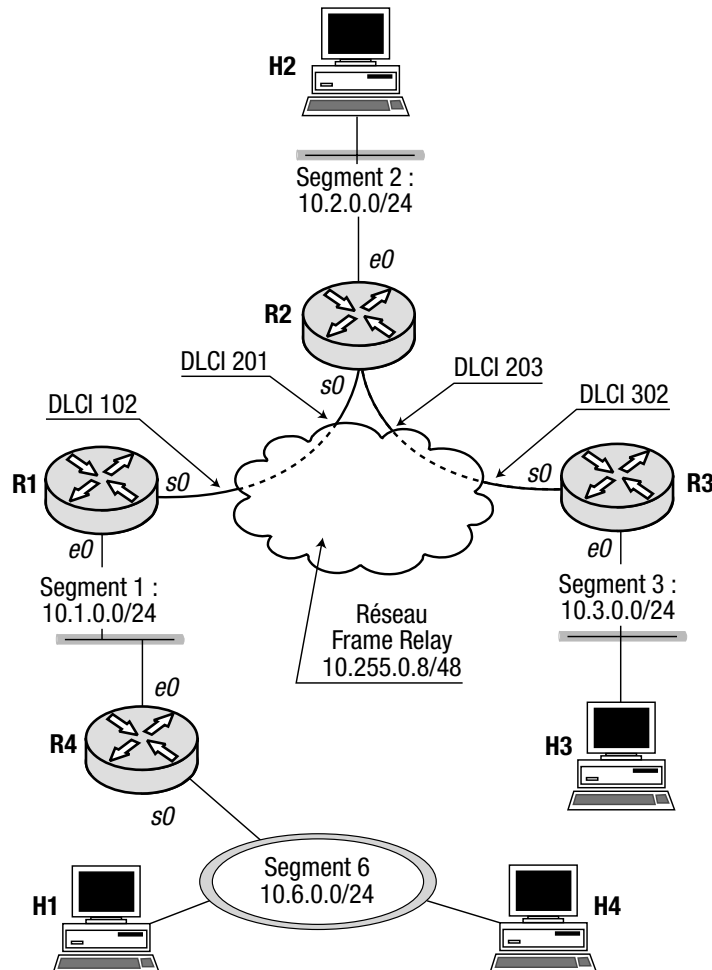 H2
Segment 2 :
10.2.0.0/24
e0
R2
DLCI 201
s0
DLCI 203
DLCI 102
DLCI 302
R1
s0
s0
R3
e0
e0
Segment 1 :
10.1.0.0/24
Segment 3 :
10.3.0.0/24
Réseau
Frame Relay
10.255.0.8/48
e0
R4
H3
s0
Segment 6
10.6.0.0/24
H1
H4